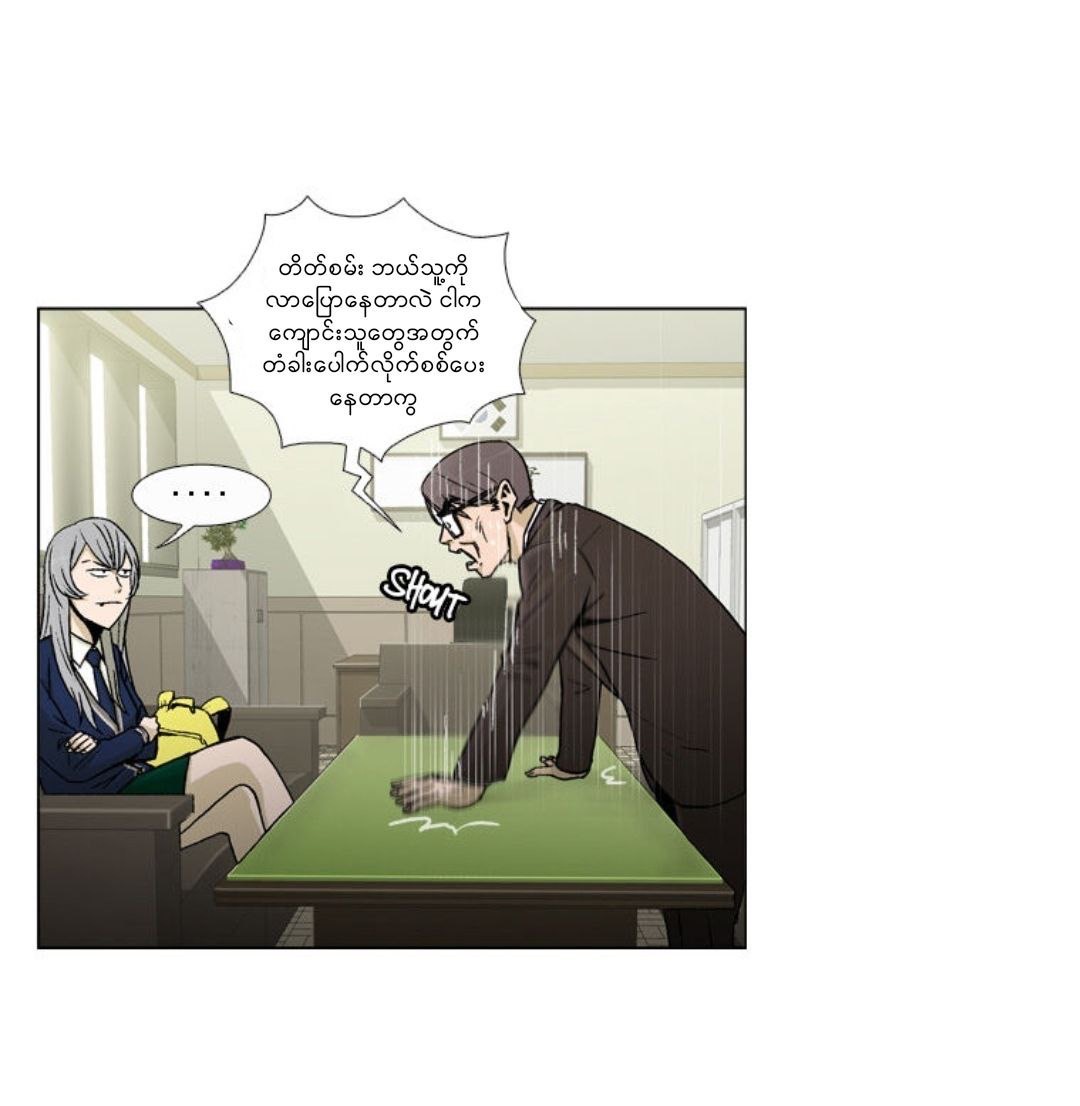 တိတ်စမ်း ဘယ်သူ့ကို
လာပြောနေတာလဲ ငါက
ကျောင်းသူတွေအတွက်
တံခါးပေါက်လိုက်စစ်ပေး
နေတာကွ
....
SHOUT